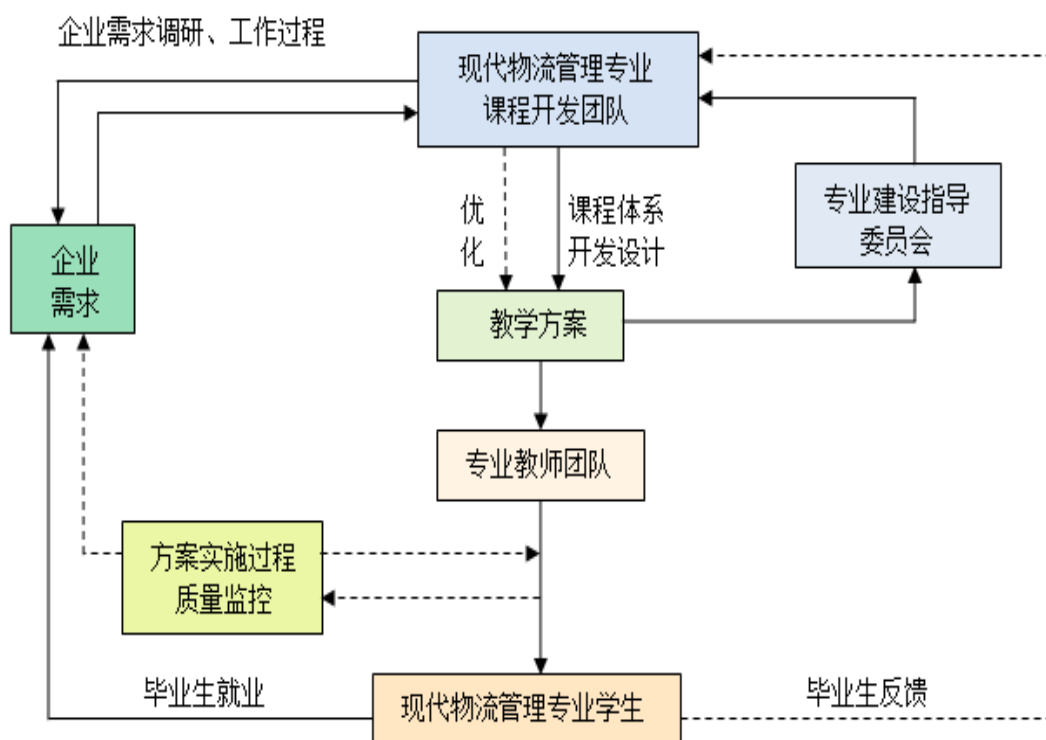 企业需求调研、工作过程
现代物流管理专业
课程开发团队
优
化
课程体系
开发设计
专业建设指导
委员会
企业
需求
教学方案
专业教师团队
方案实施过程
质量监控
毕业生就业
现代物流管理专业学生
毕业生反馈